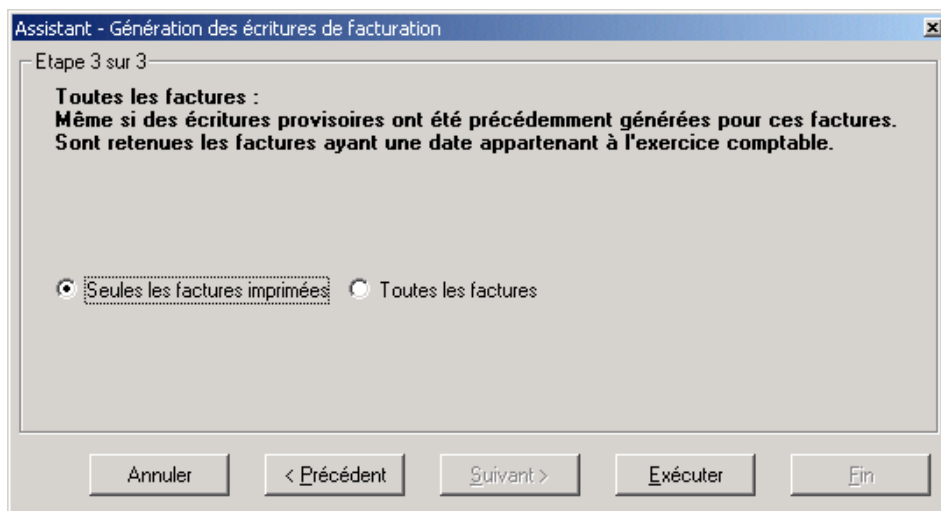 Assistant - Génération des écritures de facturation
Etape 3 sur 3
Toutes les factures :
Même si des écritures provisoires ont été précédemment générées pour ces factures.
Sont retenues les factures ayant une date appartenant à l'exercice comptable.
Seules les factures imprimées Toutes les factures
Annuler < Précédent Suivant > Exécuter Fin